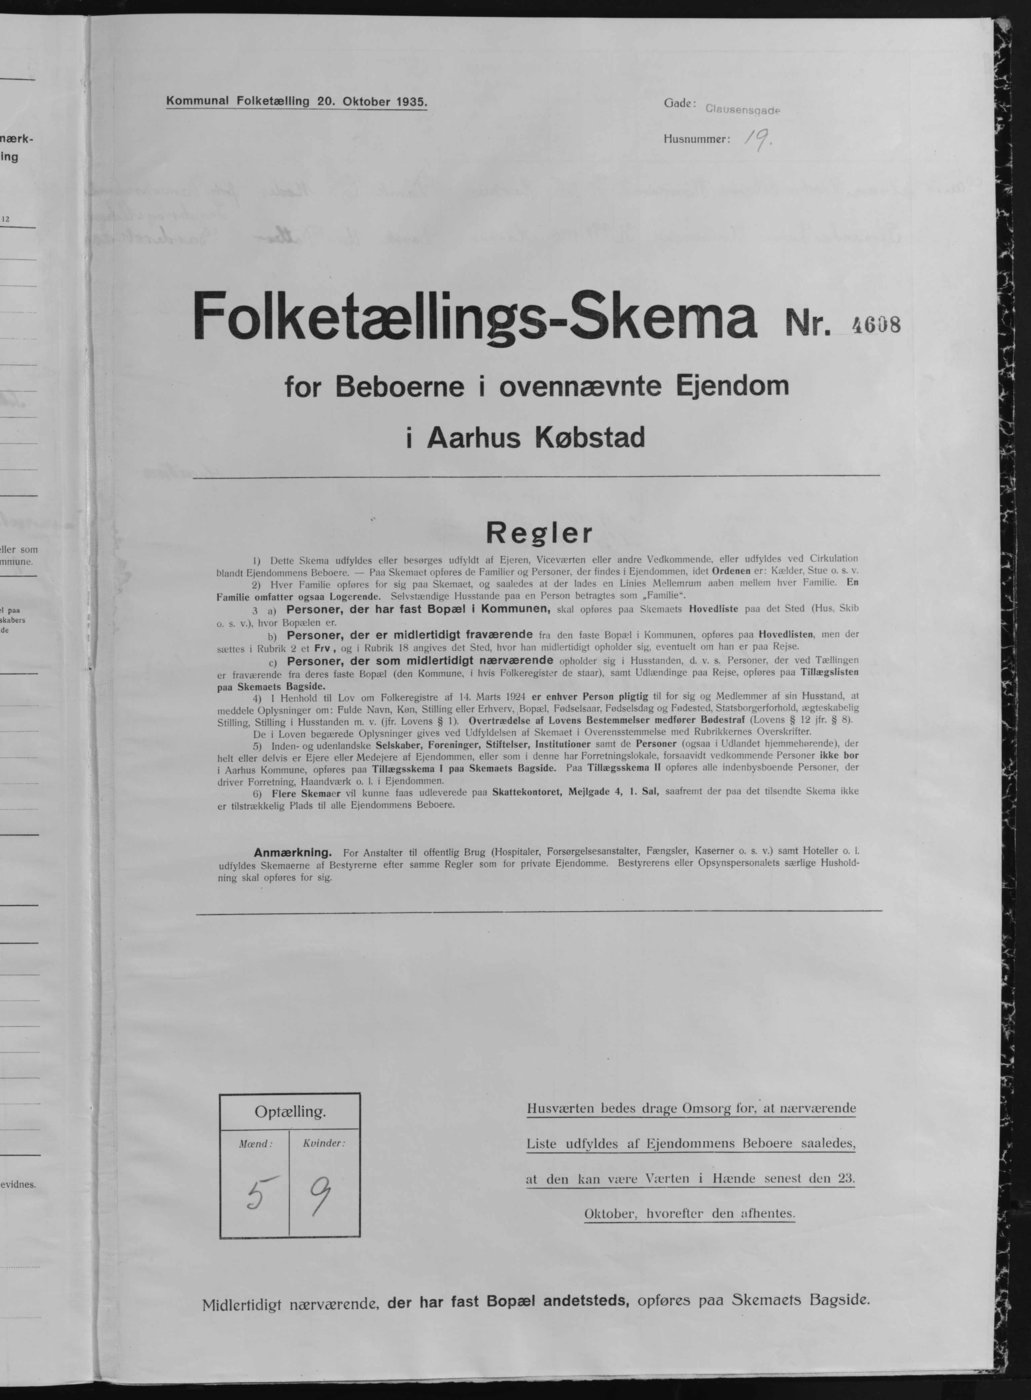 Kommunal Folketælling 20. Oktober 1935.
Gade: Clausensgade
Husnummer: 19.
nærk-
ing
12
Folketællings-Skema Nr. 4608
for Beboerne i ovennævnte Ejendom
i Aarhus Købstad
Regler
1) Dette Skema udfyldes eller besørges udfyldt af Ejeren, Viceværten eller andre Vedkommende, eller udfyldes ved Cirkulation
blandt Ejendommens Beboere. — Paa Skemaet opføres de Familier og Personer, der findes i Ejendommen, idet Ordenen er: Kælder, Stue o. s. v.
2) Hver Familie opføres for sig paa Skemaet, og saaledes at der lades en Linies Mellemrum aaben mellem hver Familie. En
Familie omfatter ogsaa Logerende. Selvstændige Husstande paa en Person betragtes som „Familie“.
3 a) Personer, der har fast Bopæl i Kommunen, skal opføres paa Skemaets Hovedliste paa det Sted (Hus, Skib
o. s. v.), hvor Bopælen er.
b) Personer, der er midlertidigt fraværende fra den faste Bopæl i Kommunen, opføres paa Hovedlisten, men der
sættes i Rubrik 2 et Frv., og i Rubrik 18 angives det Sted, hvor han midlertidigt opholder sig, eventuelt om han er paa Rejse.
c) Personer, der som midlertidigt nærværende opholder sig i Husstanden, d. v. s. Personer, der ved Tællingen
er fraværende fra deres faste Bopæl (den Kommune, i hvis Folkeregister de staar), samt Udlændinge paa Rejse, opføres paa Tillægslisten
paa Skemaets Bagside.
4) I Henhold til Lov om Folkeregistre af 14. Marts 1924 er enhver Person pligtig til for sig og Medlemmer af sin Husstand, at
meddele Oplysninger om: Fulde Navn, Køn, Stilling eller Erhverv, Bopæl, Fødselsaar, Fødselsdag og Fødested, Statsborgerforhold, ægteskabelig
Stilling, Stilling i Husstanden m. v. (jfr. Lovens § 1). Overtrædelse af Lovens Bestemmelser medfører Bødestraf (Lovens § 12 jfr. § 8).
De i Loven begærede Oplysninger gives ved Udfyldelsen af Skemaet i Overensstemmelse med Rubrikkernes Overskrifter.
5) Inden- og udenlandske Selskaber, Foreninger, Stiftelser, Institutioner samt de Personer (ogsaa i Udlandet hjemmehørende), der
helt eller delvis er Ejere eller Medejere af Ejendommen, eller som i denne har Forretningslokale, forsaavidt vedkommende Personer ikke bor
i Aarhus Kommune, opføres paa Tillægsskema I paa Skemaets Bagside. Paa Tillægsskema II opføres alle indenbysboende Personer, der
driver Forretning, Haandværk o. l. i Ejendommen.
6) Flere Skemaer vil kunne faas udleverede paa Skattekontoret, Mejlgade 4, 1. Sal, saafremt der paa det tilsendte Skema ikke
er tilstrækkelig Plads til alle Ejendommens Beboere.
Anmærkning. For Anstalter til offentlig Brug (Hospitaler, Forsørgelsesanstalter, Fængsler, Kaserner o. s. v.) samt Hoteller o. l.
udfyldes Skemaerne af Bestyrerne efter samme Regler som for private Ejendomme. Bestyrerens eller Opsynspersonalets særlige Hushold-
ning skal opføres for sig.
eller som
mmune.
el paa
skabers
de
evidnes.
Optælling.
Mænd: Kvinder:
5 9
Husværten bedes drage Omsorg for, at nærværende
Liste udfyldes af Ejendommens Beboere saaledes,
at den kan være Værten i Hænde senest den 23.
Oktober, hvorefter den afhentes.
Midlertidigt nærværende, der har fast Bopæl andetsteds, opføres paa Skemaets Bagside.